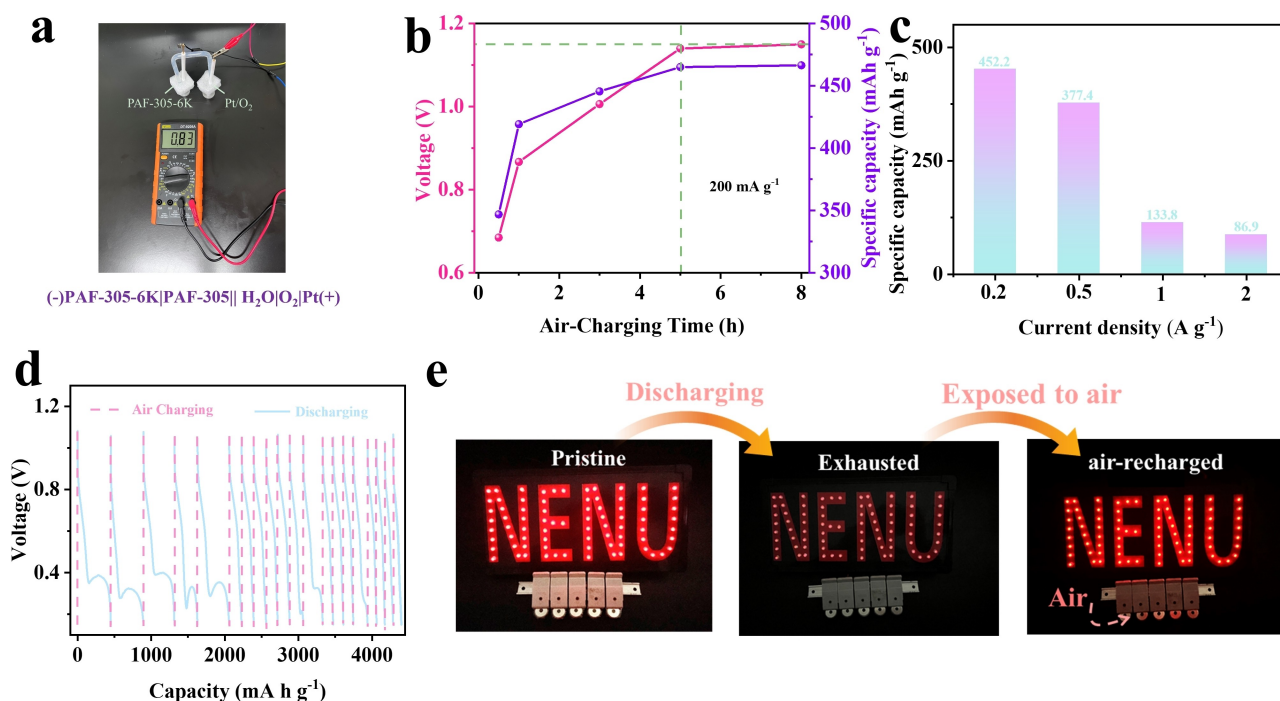 a
PAF-305-6K
Pt/O₂
0.83
(-)PAF-305-6K|PAF-305|| H₂O|O₂|Pt(+)
b
1.2
1.0
0.8
0.6
Voltage (V)
500
450
400
350
300
Specific capacity (mAh g⁻¹)
200 mA g⁻¹
0 2 4 6 8
Air-Charging Time (h)
c
500
250
0
Specific capacity (mAh g⁻¹)
452.2
377.4
133.8
86.9
0.2 0.5 1 2
Current density (A g⁻¹)
d
1.2
0.8
0.4
Voltage (V)
Air Charging
Discharging
0 1000 2000 3000 4000
Capacity (mA h g⁻¹)
e
Discharging
Exposed to air
Pristine
NENU
Exhausted
NENU
air-recharged
NENU
Air